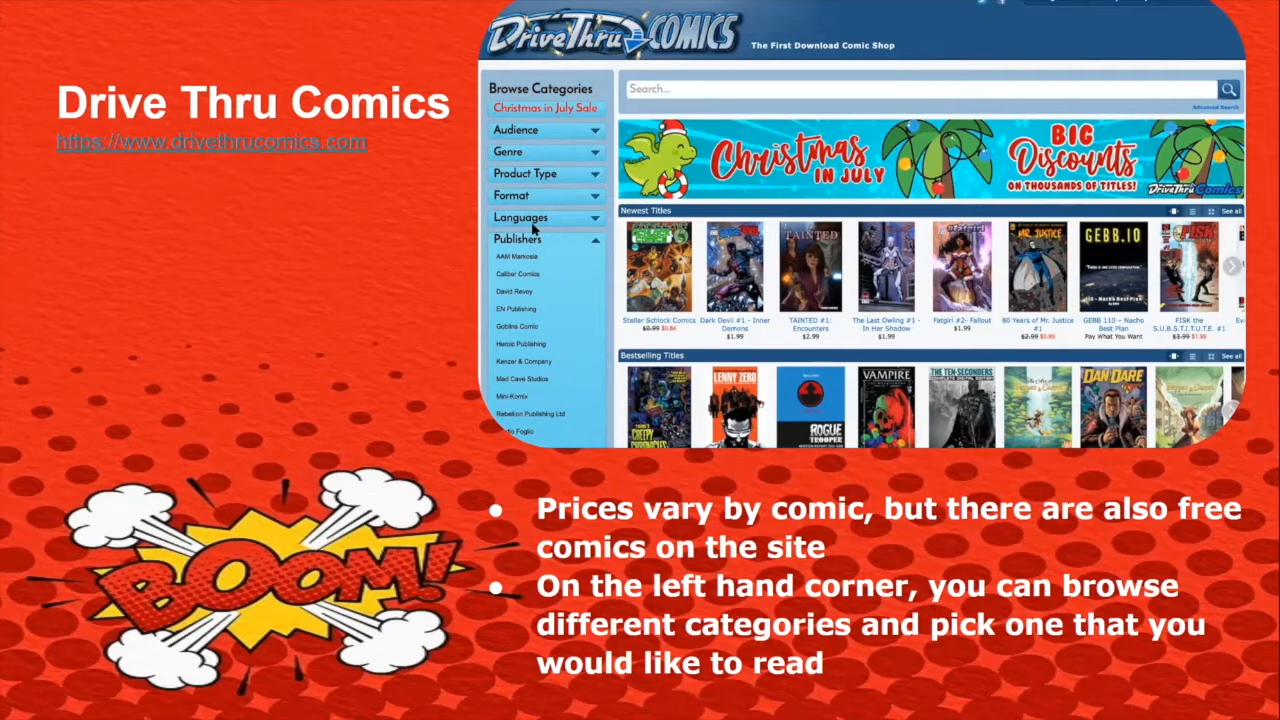 Drive Thru Comics
https://www.drivethrucomics.com
DriveThru COMICS
The First Download Comic Shop
Browse Categories
Christmas in July Sale
Audience
Genre
Product Type
Format
Languages
Publishers
AAM Markosia
Caliber Comics
David Revoy
EN Publishing
Goblins Comic
Heroic Publishing
Kenzer & Company
Mad Cave Studios
Mini-Komix
Rebellion Publishing Ltd
Foglio
Search...
Advanced Search
Christmas
IN JULY
BIG
Discounts
ON THOUSANDS OF TITLES!
DriveThru Comics
Newest Titles
See all
TAINTED
Fatgirl
MR. JUSTICE
GEBB.IO
FISK
Stellar Schlock Comics
$0.99 $0.84
Dark Devil #1 - Inner
Demons
$1.99
TAINTED #1:
Encounters
$2.99
The Last Owling #1 -
In Her Shadow
$1.99
Fatgirl #2- Fallout
$1.99
80 Years of Mr. Justice
#1
$2.99 $0.99
GEBB 110 – Nacho
Best Plan
Pay What You Want
FISK the
S.U.B.S.T.I.T.U.T.E. #1
$3.99 $1.99
Bestselling Titles
See all
CREEPY
CHRONICLES
LENNY ZERO
ROGUE
TROOPER
VAMPIRE
THE TEN-SECONDERS
DAN DARE
BOOM!
● Prices vary by comic, but there are also free
comics on the site
● On the left hand corner, you can browse
different categories and pick one that you
would like to read